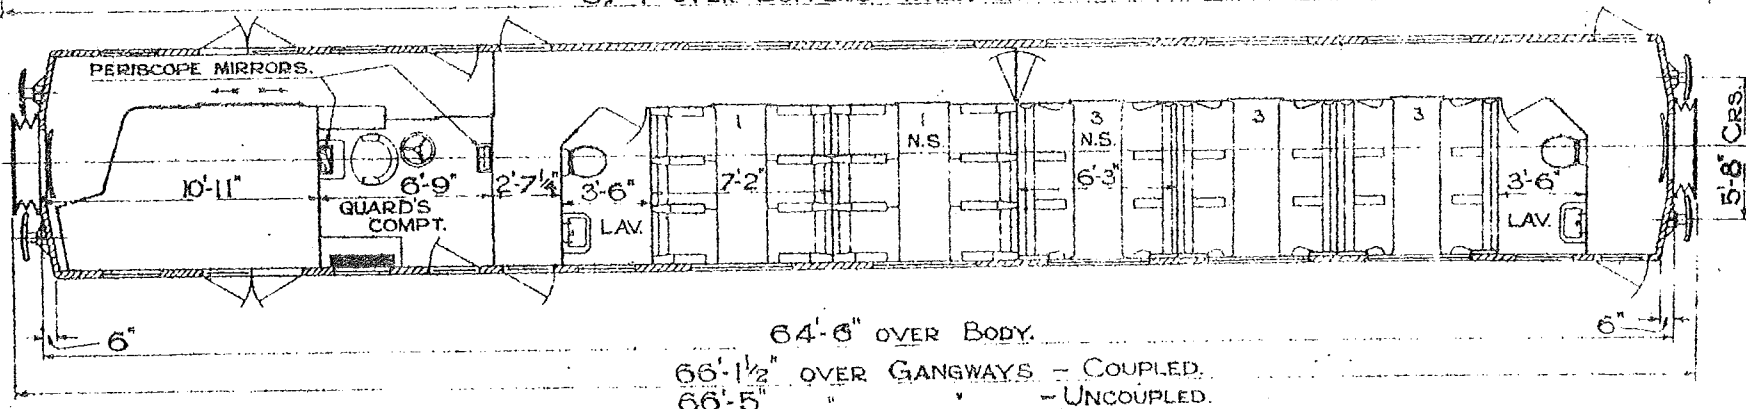 PERISCOPE MIRRORS.
1
1
N.S.
3
N.S.
3
3
5'-8" CRS.
10'-11"
6'-9"
2'-7¼"
3'-6"
7'-2"
6'-3"
3'-6"
GUARD'S
COMPT.
LAV.
LAV.
6"
64'-6" OVER BODY.
6"
66'-1½" OVER GANGWAYS - COUPLED.
66'-5" " " - UNCOUPLED.